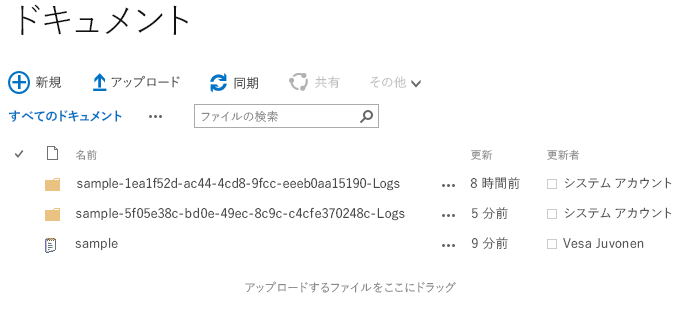 ドキュメント
新規 アップロード 同期 共有 その他
すべてのドキュメント ••• ファイルの検索
名前 更新 更新者
sample-1ea1f52d-ac44-4cd8-9fcc-eeeb0aa15190-Logs ••• 8 時間前 システム アカウント
sample-5f05e38c-bd0e-49ec-8c9c-c4cfe370248c-Logs ••• 5 分前 システム アカウント
sample ••• 9 分前 Vesa Juvonen
アップロードするファイルをここにドラッグ